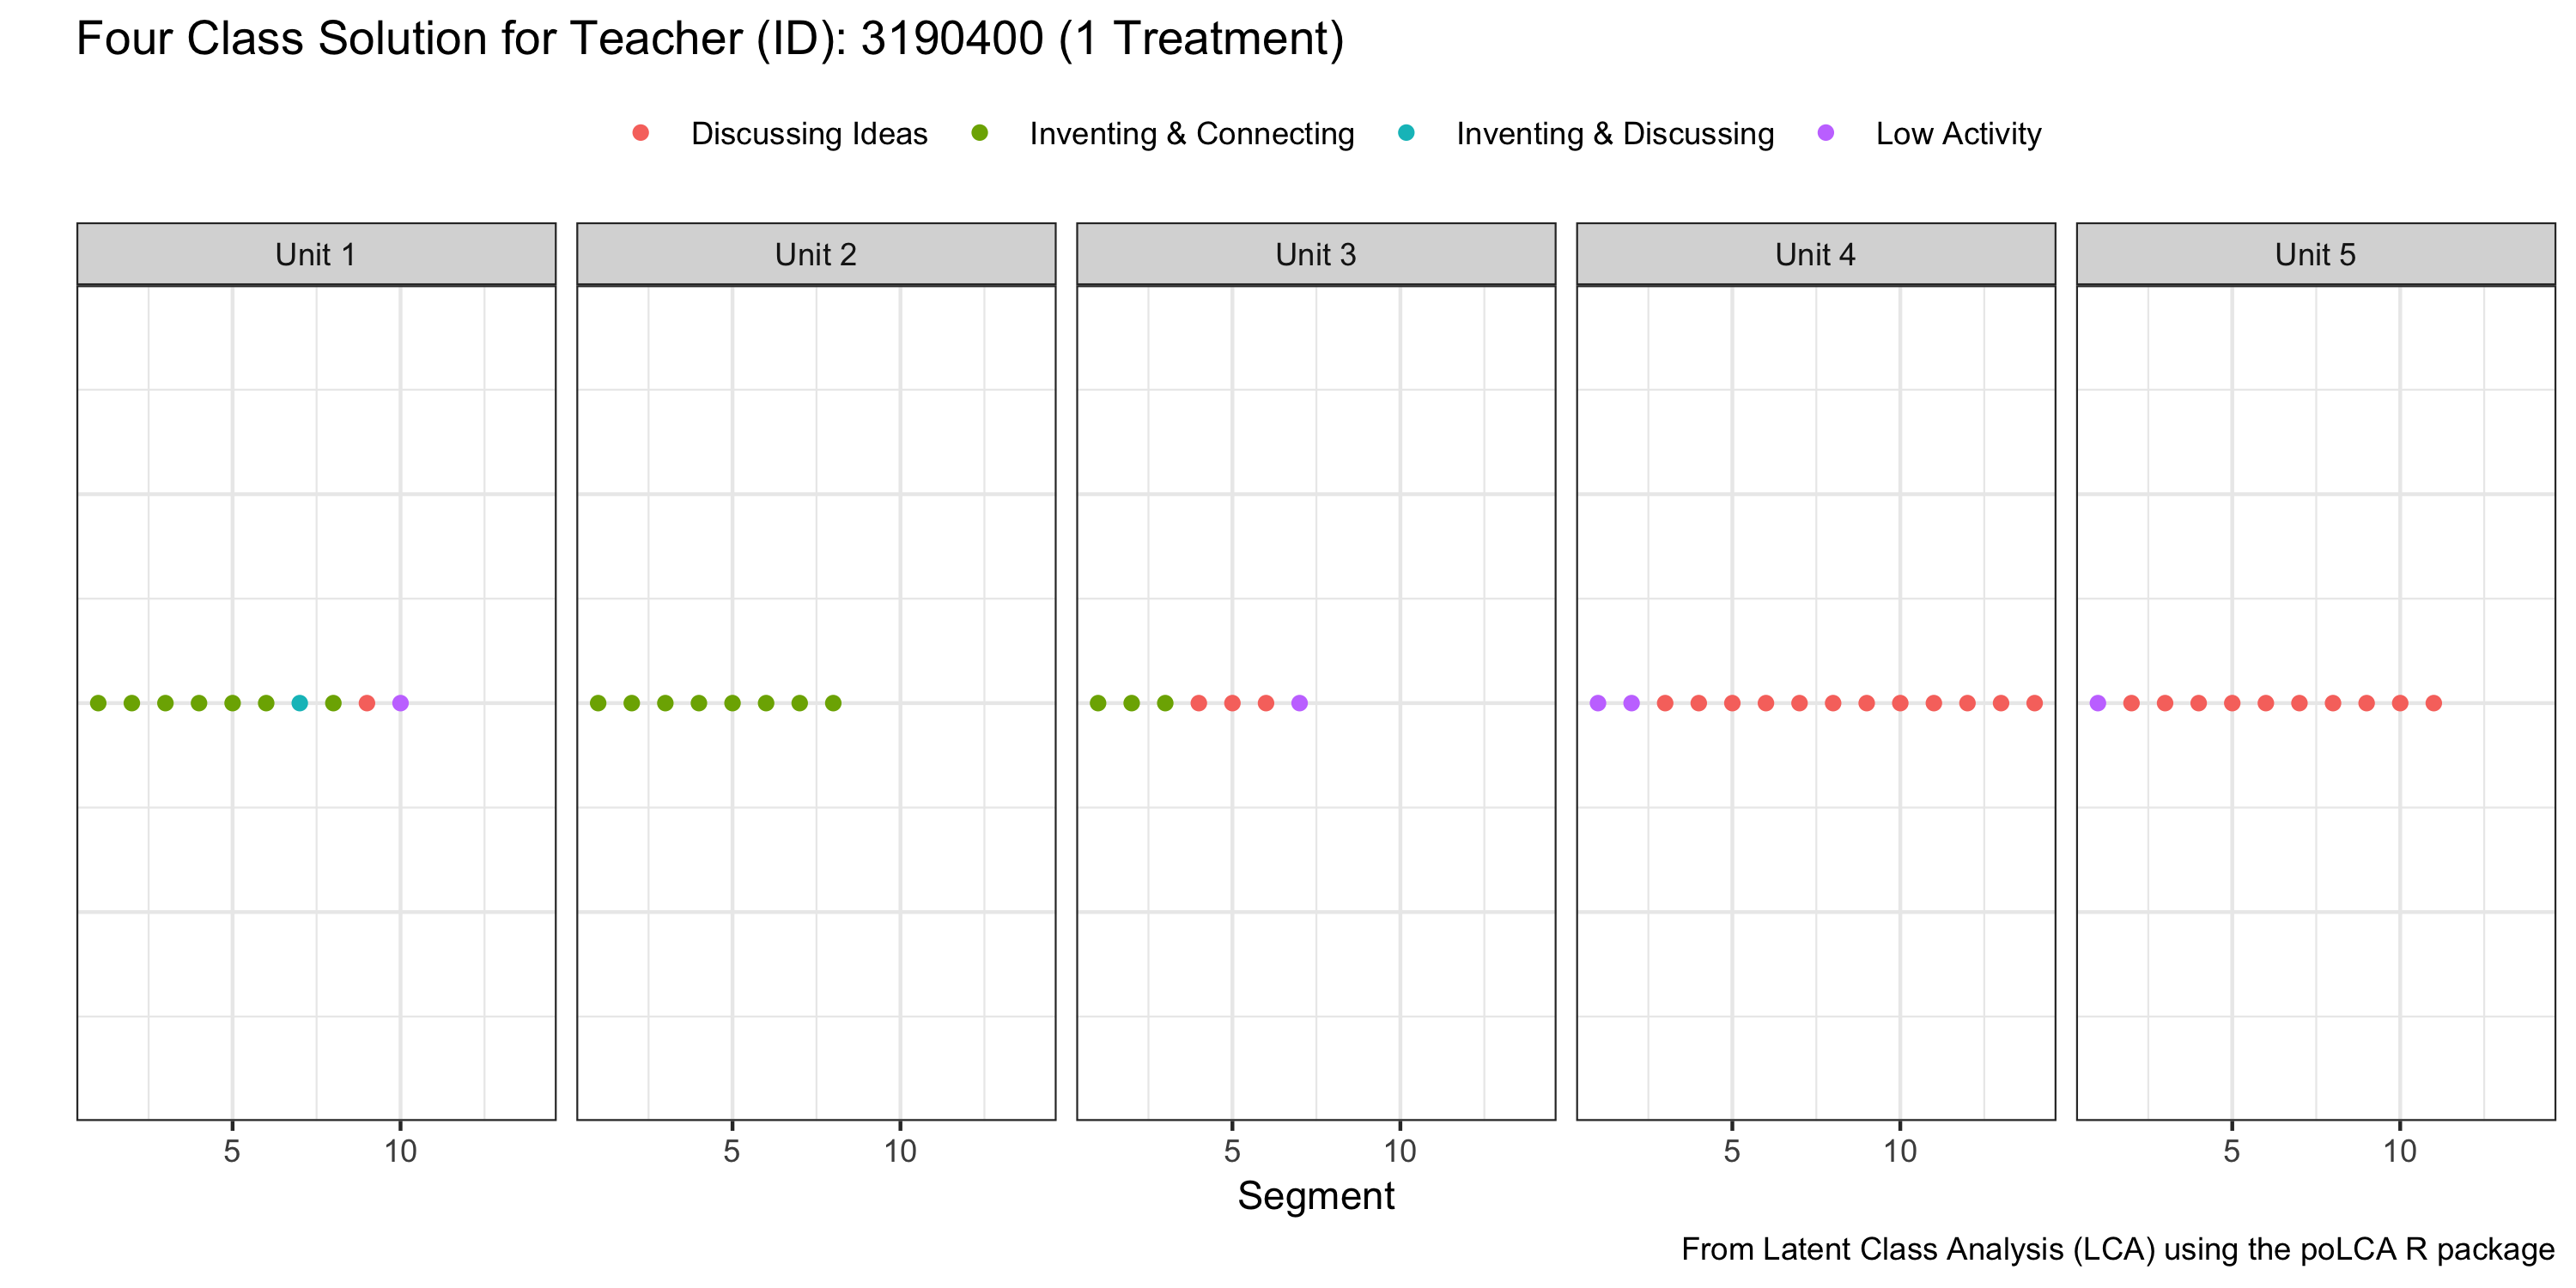 Four Class Solution for Teacher (ID): 3190400 (1 Treatment)
Discussing Ideas Inventing & Connecting Inventing & Discussing Low Activity
Unit 1 Unit 2 Unit 3 Unit 4 Unit 5
5 10 5 10 5 10 5 10 5 10
Segment
From Latent Class Analysis (LCA) using the poLCA R package